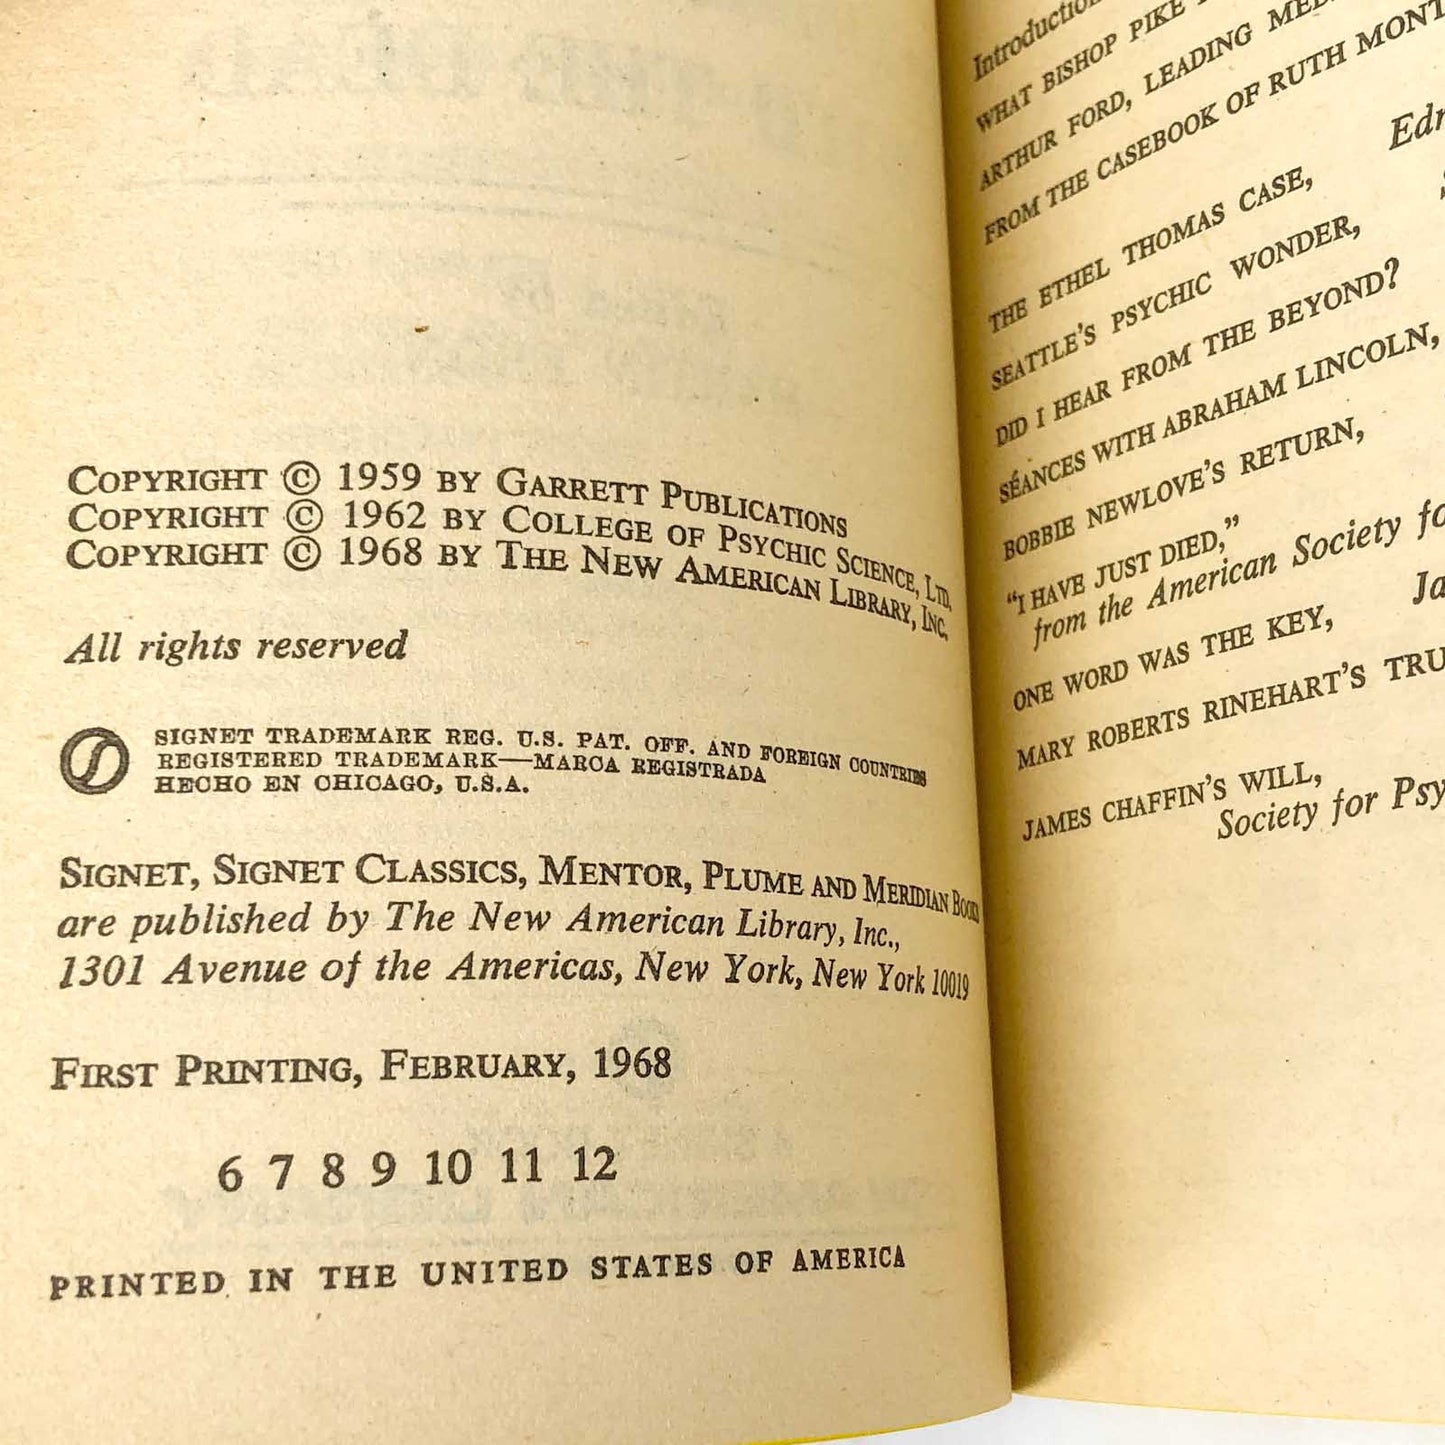 COPYRIGHT © 1959 BY GARRETT PUBLICATIONS
COPYRIGHT © 1962 BY COLLEGE OF PSYCHIC SCIENCE, LTD.
COPYRIGHT © 1968 BY THE NEW AMERICAN LIBRARY, INC.
All rights reserved
SIGNET TRADEMARK REG. U.S. PAT. OFF. AND FOREIGN COUNTRIES
REGISTERED TRADEMARK—MARCA REGISTRADA
HECHO EN CHICAGO, U.S.A.
SIGNET, SIGNET CLASSICS, MENTOR, PLUME AND MERIDIAN BOOKS
are published by The New American Library, Inc.,
1301 Avenue of the Americas, New York, New York 10019
FIRST PRINTING, FEBRUARY, 1968
6 7 8 9 10 11 12
PRINTED IN THE UNITED STATES OF AMERICA
Introduction
WHAT BISHOP PIKE
ARTHUR FORD, LEADING
FROM THE CASEBOOK OF RUTH MONT
Edn
THE ETHEL THOMAS CASE,
SEATTLE'S PSYCHIC WONDER,
DID I HEAR FROM THE BEYOND?
SÉANCES WITH ABRAHAM LINCOLN,
BOBBIE NEWLOVE'S RETURN,
"I HAVE JUST DIED,"
from the American Society fo
ONE WORD WAS THE KEY, Ja
MARY ROBERTS RINEHART'S TRU
JAMES CHAFFIN'S WILL,
Society for Psy